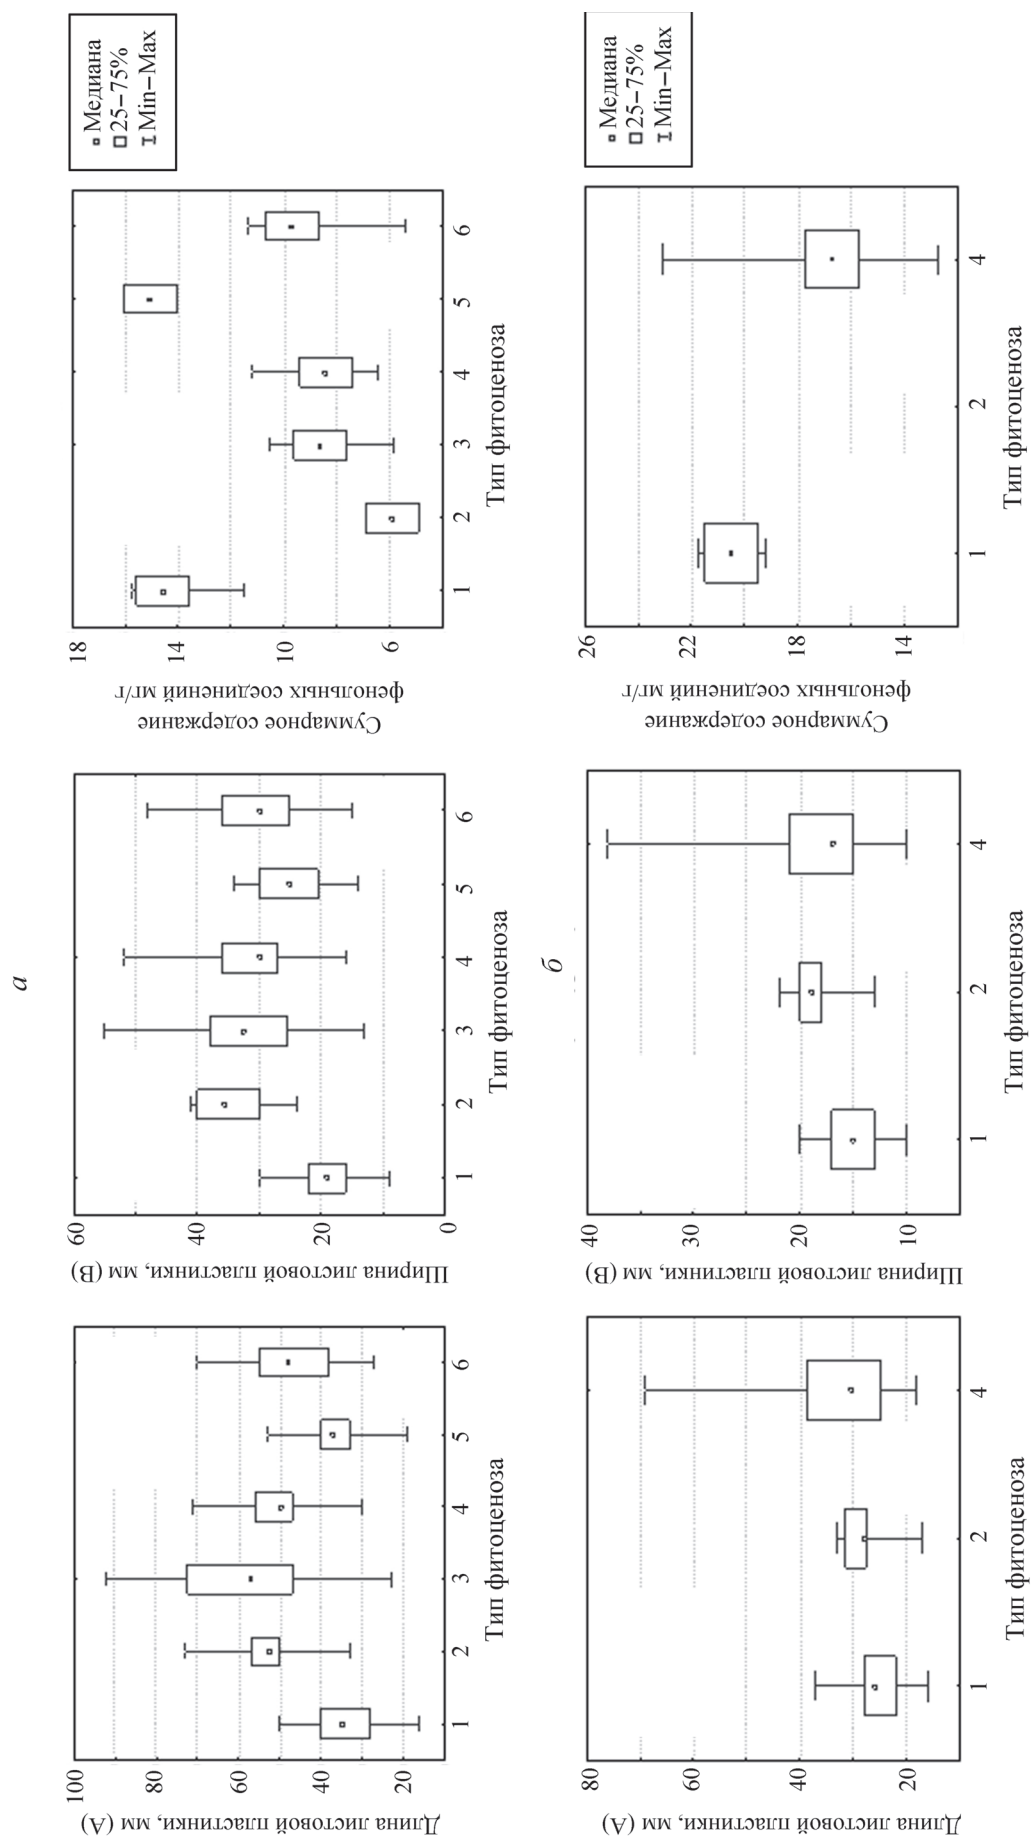 а
Длина листовой пластинки, мм (А)
100
80
60
40
20
1 2 3 4 5 6
Тип фитоценоза
Ширина листовой пластинки, мм (В)
60
40
20
0
1 2 3 4 5 6
Тип фитоценоза
Суммарное содержание
фенольных соединений мг/г
18
14
10
6
1 2 3 4 5 6
Тип фитоценоза
Медиана
25–75%
Min–Max
б
Длина листовой пластинки, мм (А)
80
60
40
20
1 2 4
Тип фитоценоза
Ширина листовой пластинки, мм (В)
40
30
20
10
1 2 4
Тип фитоценоза
Суммарное содержание
фенольных соединений мг/г
26
22
18
14
1 2 4
Тип фитоценоза
Медиана
25–75%
Min–Max